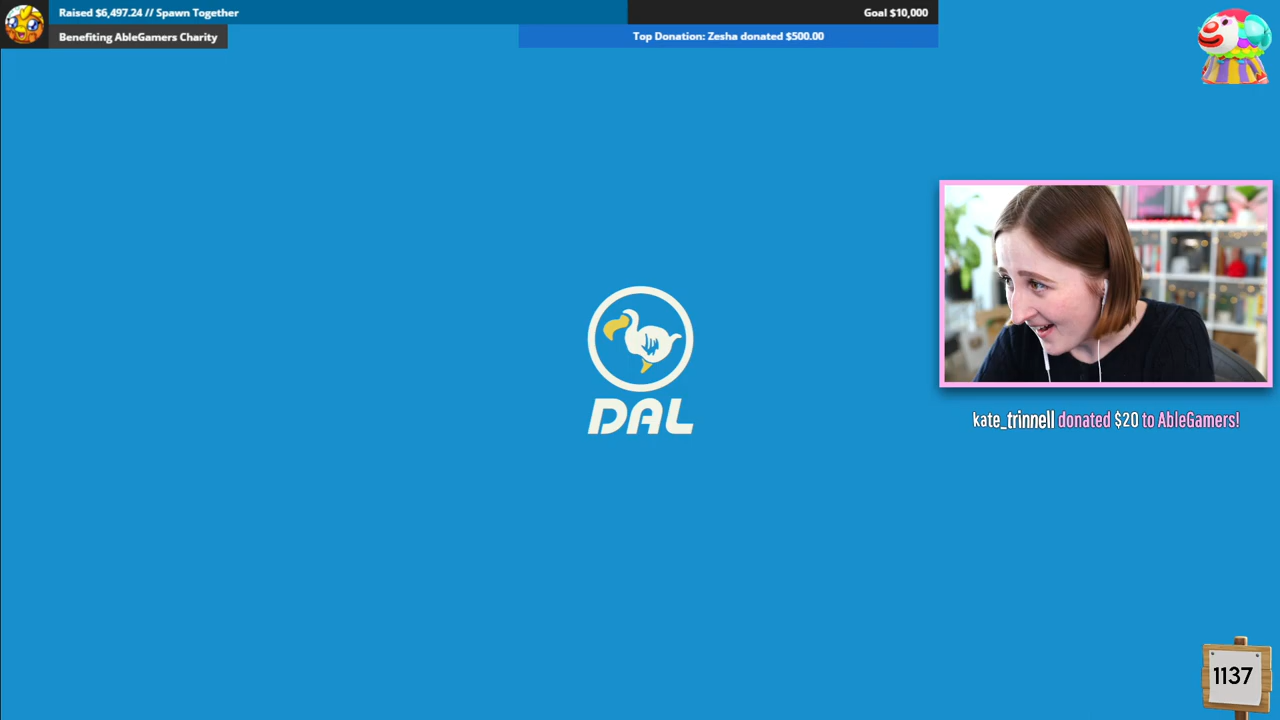 Raised $6,497.24 // Spawn Together
Goal $10,000
Benefiting AbleGamers Charity
Top Donation: Zesha donated $500.00
DAL
kate_trinnell donated $20 to AbleGamers!
1137